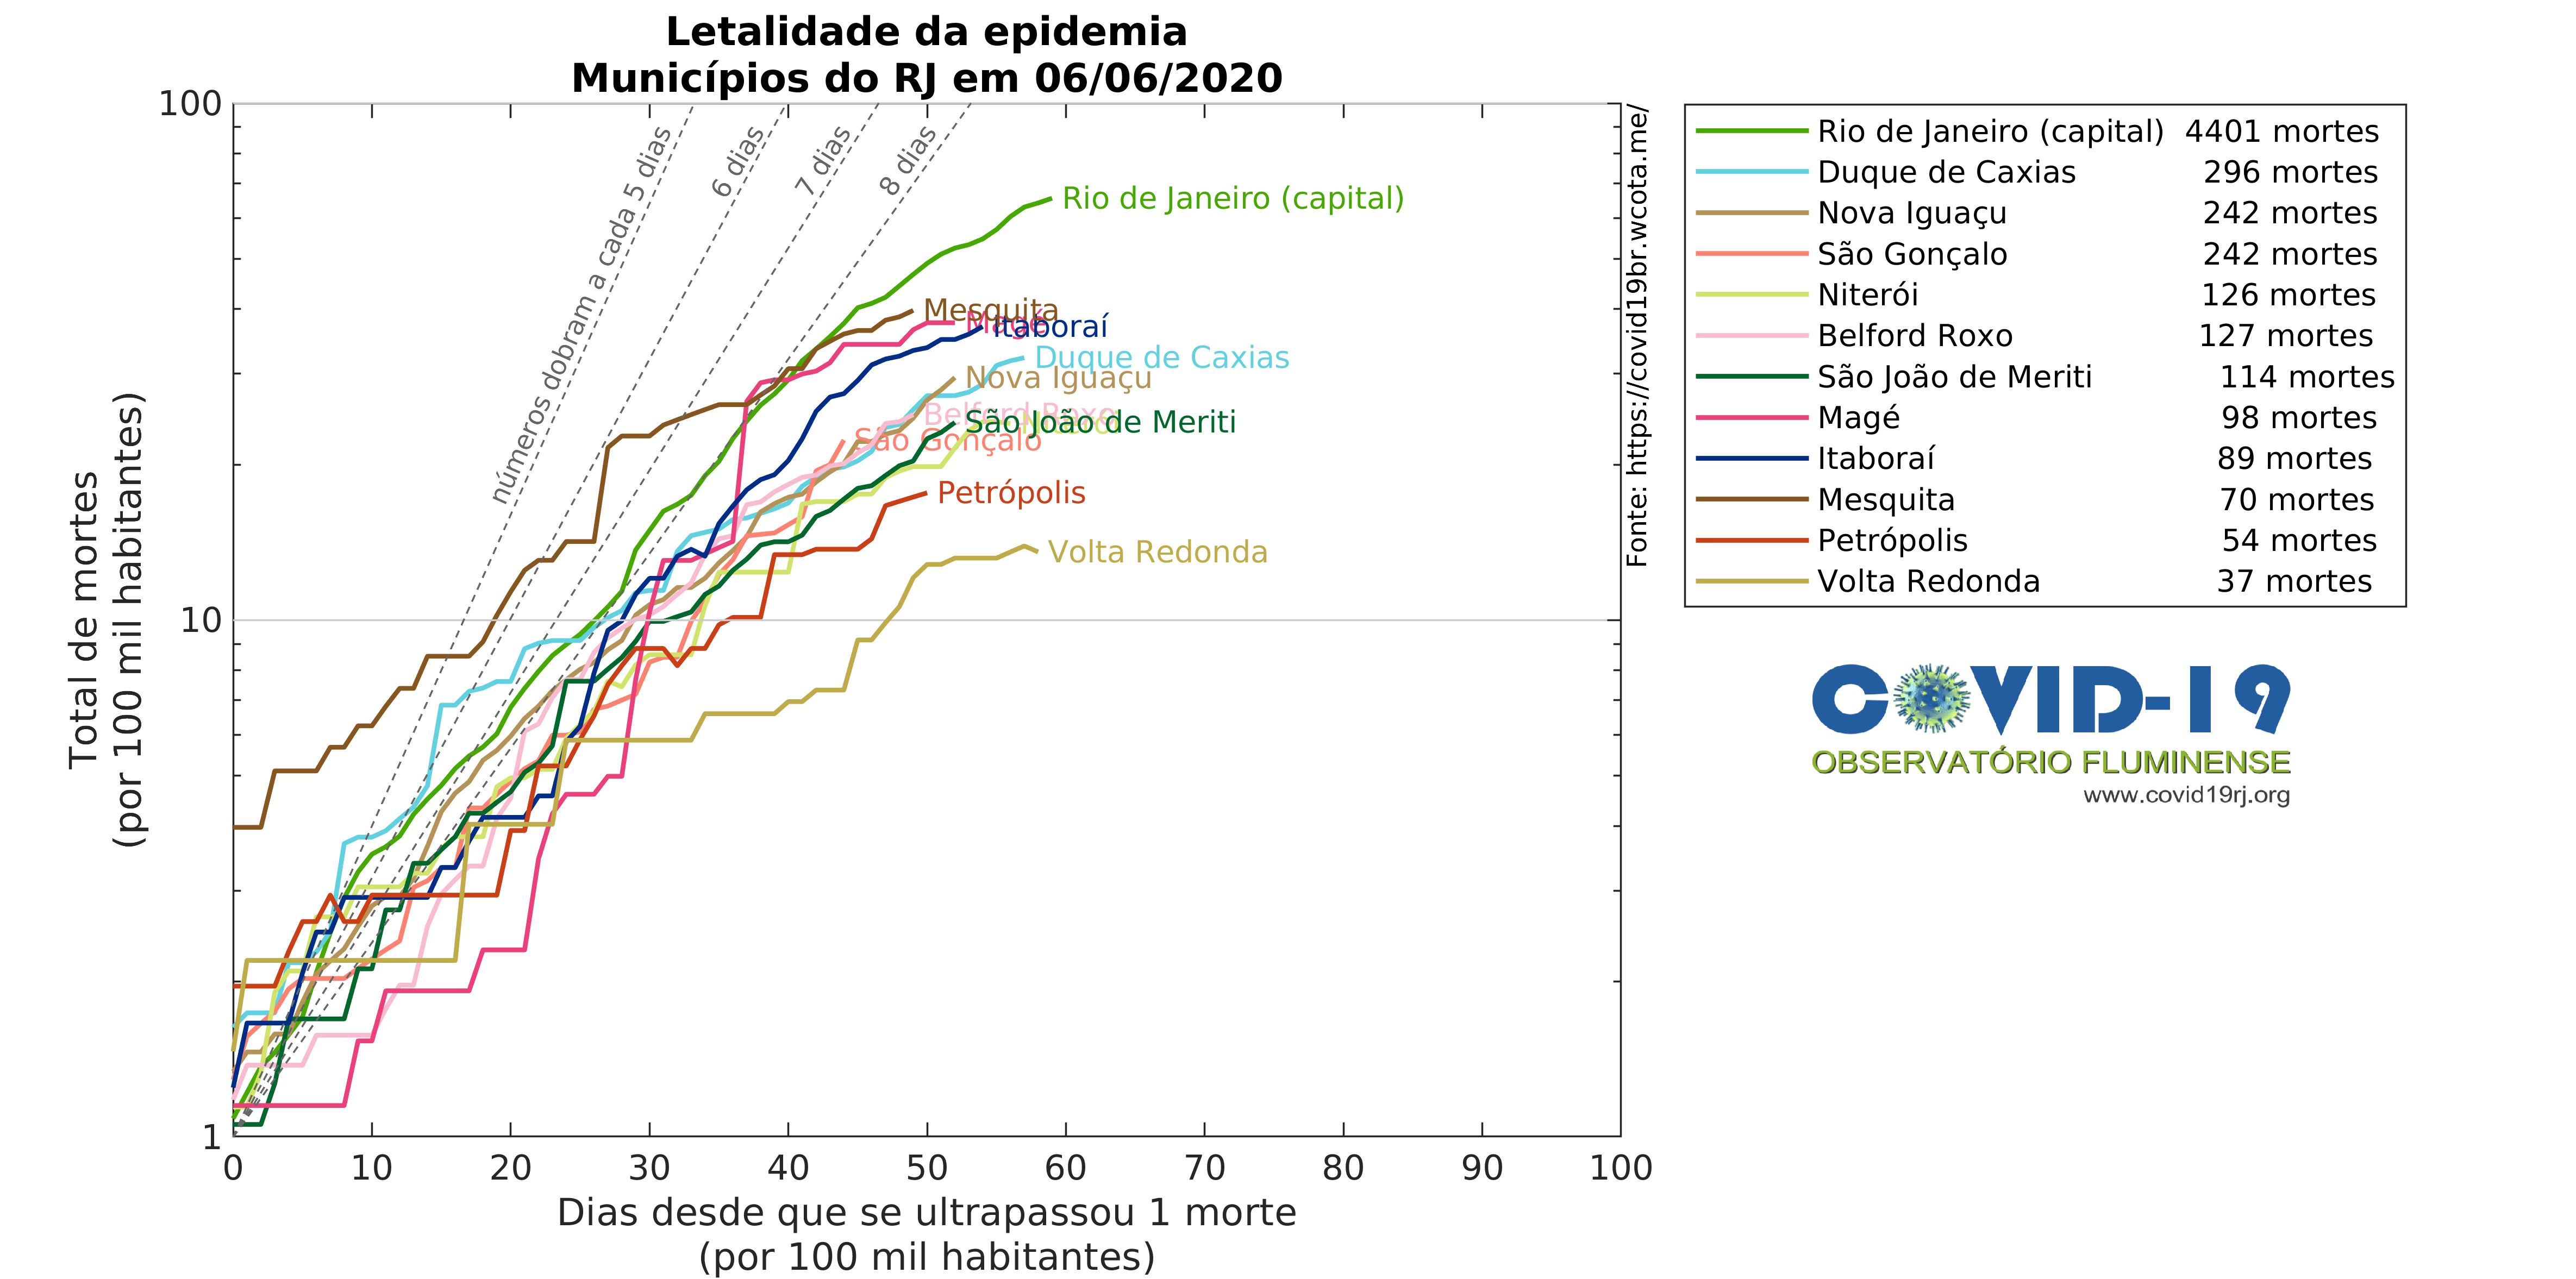 Letalidade da epidemia
Municípios do RJ em 06/06/2020
Total de mortes
(por 100 mil habitantes)
100
10
1
0 10 20 30 40 50 60 70 80 90 100
Dias desde que se ultrapassou 1 morte
(por 100 mil habitantes)
números dobram a cada 5 dias
6 dias
7 dias
8 dias
Rio de Janeiro (capital)
Mesquita
Magé
Itaboraí
Duque de Caxias
Nova Iguaçu
Belford Roxo
Niterói
São João de Meriti
São Gonçalo
Petrópolis
Volta Redonda
Fonte: https://covid19br.wcota.me/
Rio de Janeiro (capital) 4401 mortes
Duque de Caxias 296 mortes
Nova Iguaçu 242 mortes
São Gonçalo 242 mortes
Niterói 126 mortes
Belford Roxo 127 mortes
São João de Meriti 114 mortes
Magé 98 mortes
Itaboraí 89 mortes
Mesquita 70 mortes
Petrópolis 54 mortes
Volta Redonda 37 mortes
COVID-19
OBSERVATÓRIO FLUMINENSE
www.covid19rj.org